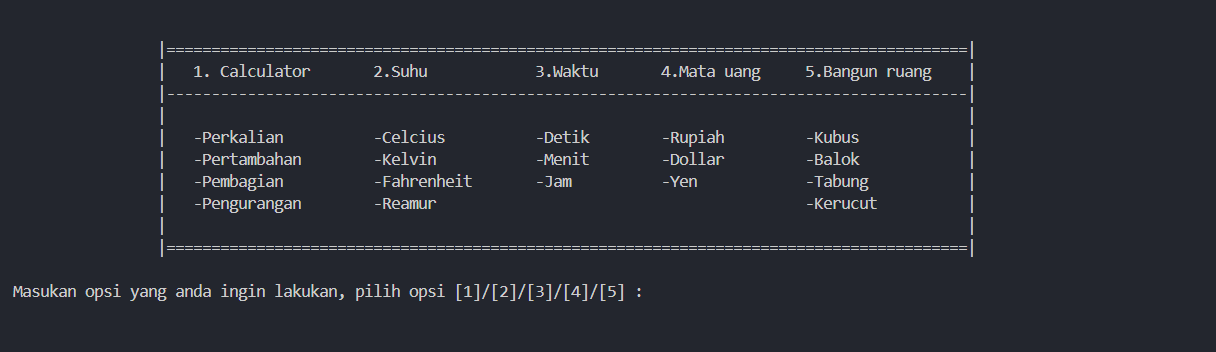 |=========================================================================================|
|   1. Calculator       2.Suhu            3.Waktu       4.Mata uang     5.Bangun ruang    |
|-----------------------------------------------------------------------------------------|
|                                                                                         |
|   -Perkalian          -Celcius          -Detik        -Rupiah         -Kubus            |
|   -Pertambahan        -Kelvin           -Menit        -Dollar         -Balok            |
|   -Pembagian          -Fahrenheit       -Jam          -Yen            -Tabung           |
|   -Pengurangan        -Reamur                                         -Kerucut          |
|                                                                                         |
|=========================================================================================|
Masukan opsi yang anda ingin lakukan, pilih opsi [1]/[2]/[3]/[4]/[5] :